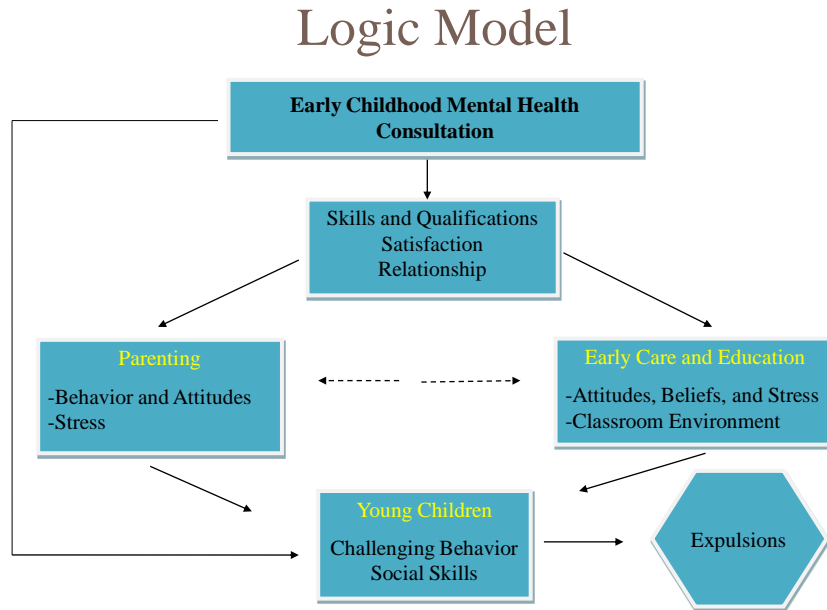 Logic Model
Early Childhood Mental Health
Consultation
Skills and Qualifications
Satisfaction
Relationship
Parenting
-Behavior and Attitudes
-Stress
Early Care and Education
-Attitudes, Beliefs, and Stress
-Classroom Environment
Young Children
Challenging Behavior
Social Skills
Expulsions